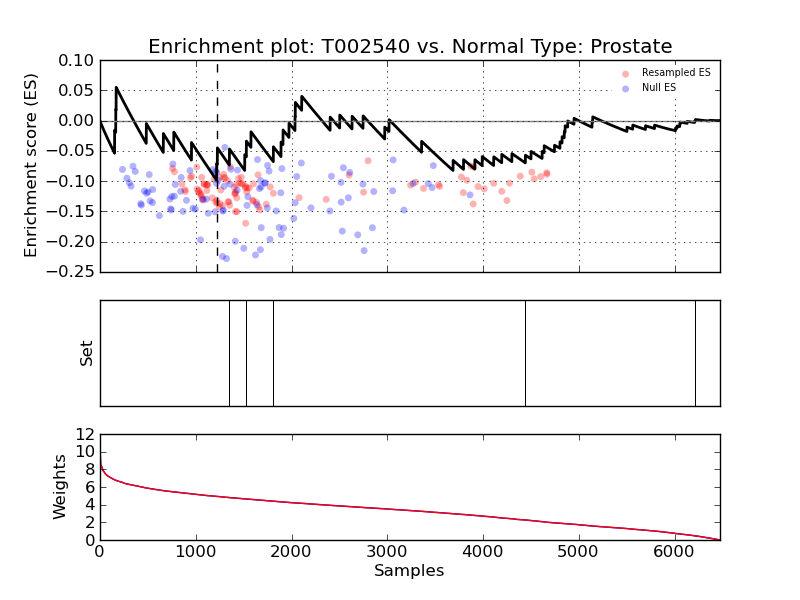 Enrichment plot: T002540 vs. Normal Type: Prostate
Enrichment score (ES)
0.10
0.05
0.00
−0.05
−0.10
−0.15
−0.20
−0.25
Resampled ES
Null ES
Set
Weights
12
10
8
6
4
2
0
0 1000 2000 3000 4000 5000 6000
Samples